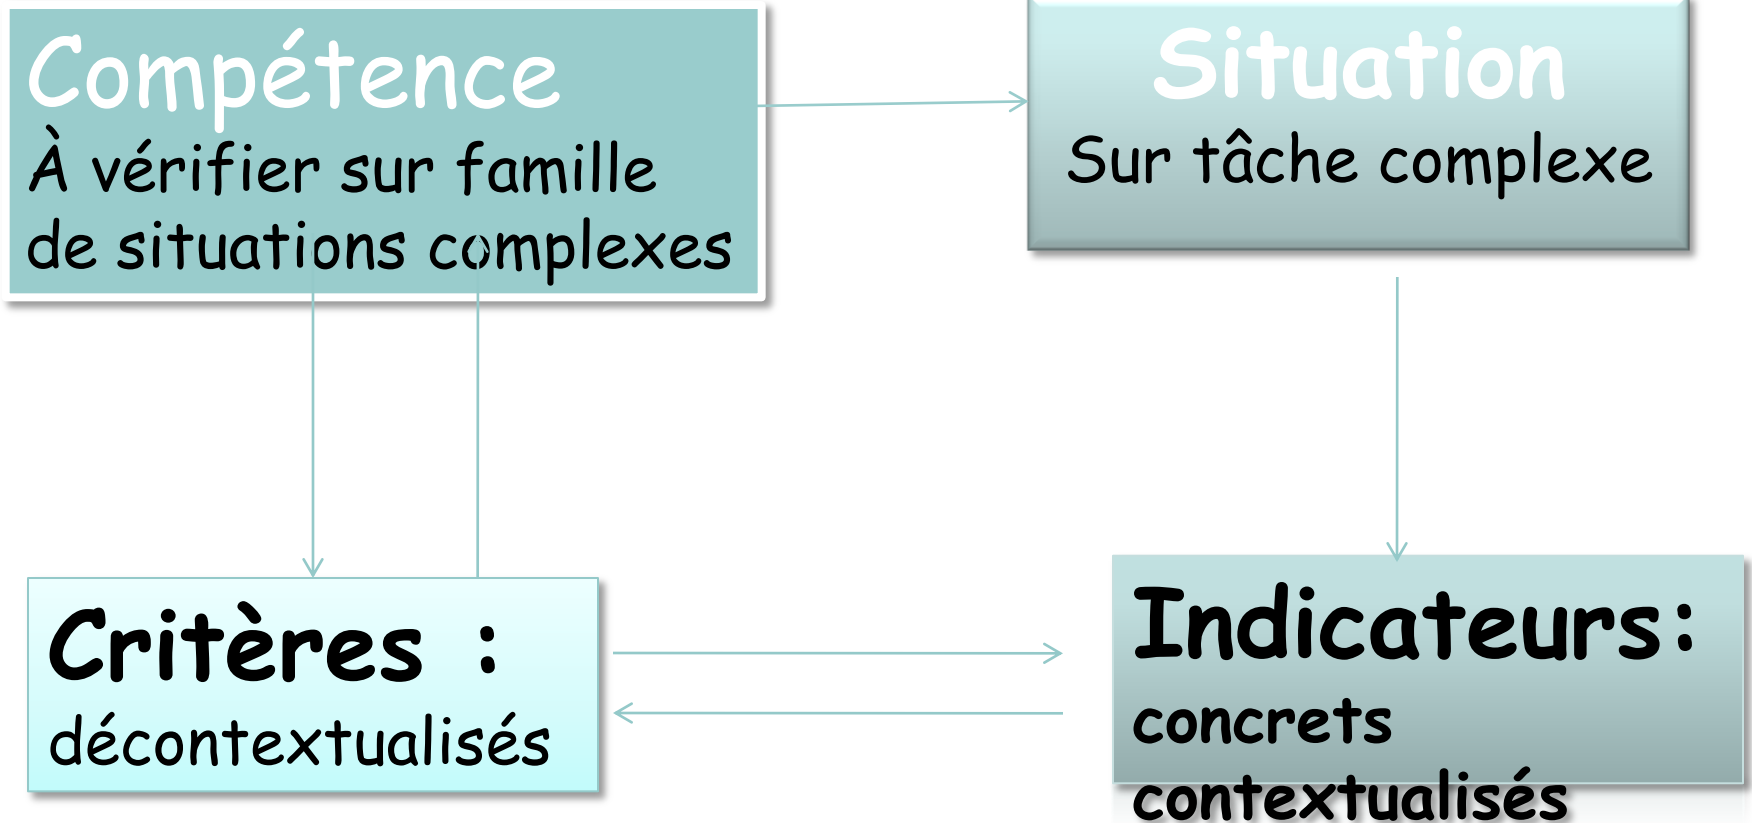 Compétence
À vérifier sur famille
de situations complexes
Situation
Sur tâche complexe
Critères :
décontextualisés
Indicateurs:
concrets
contextualisés